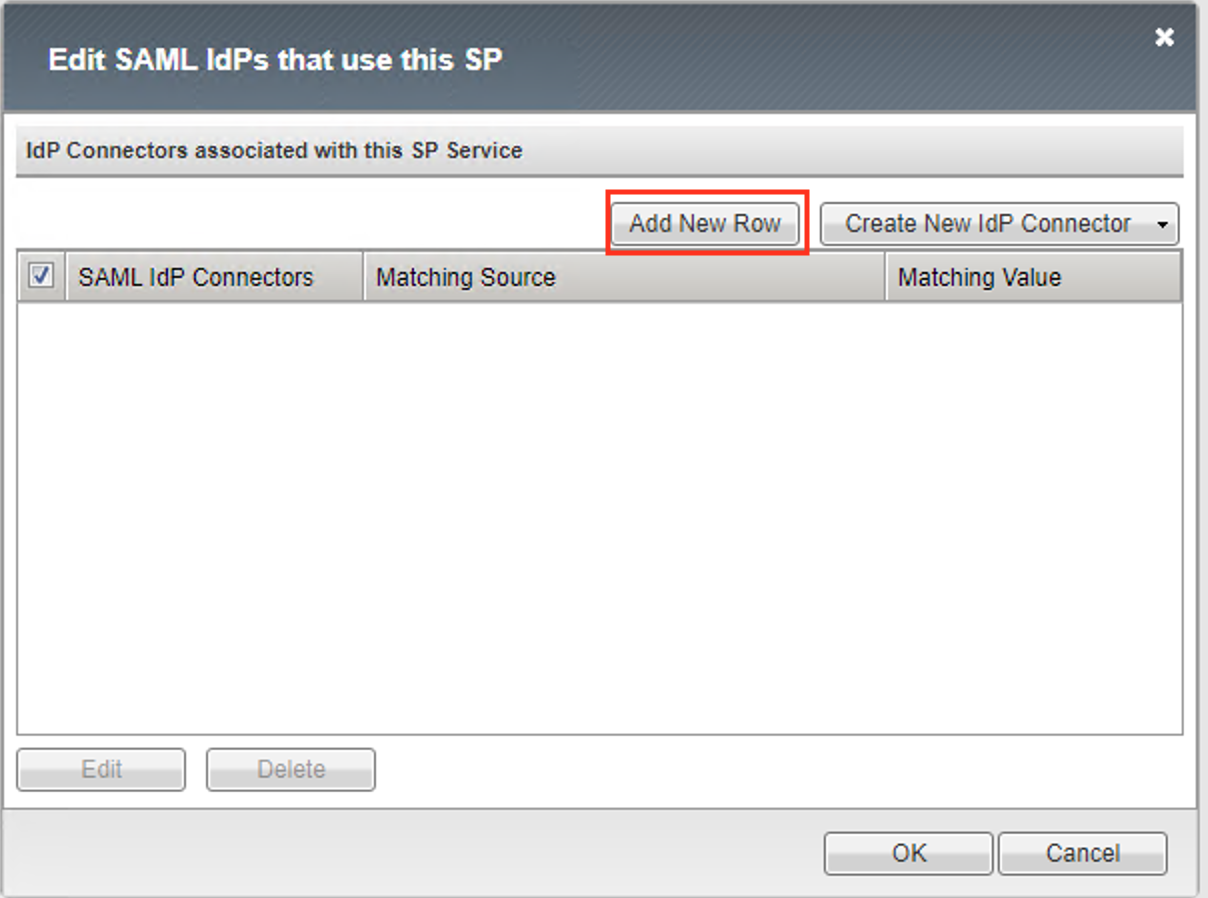 Edit SAML IdPs that use this SP
IdP Connectors associated with this SP Service
Add New Row
Create New IdP Connector
SAML IdP Connectors
Matching Source
Matching Value
Edit
Delete
OK
Cancel